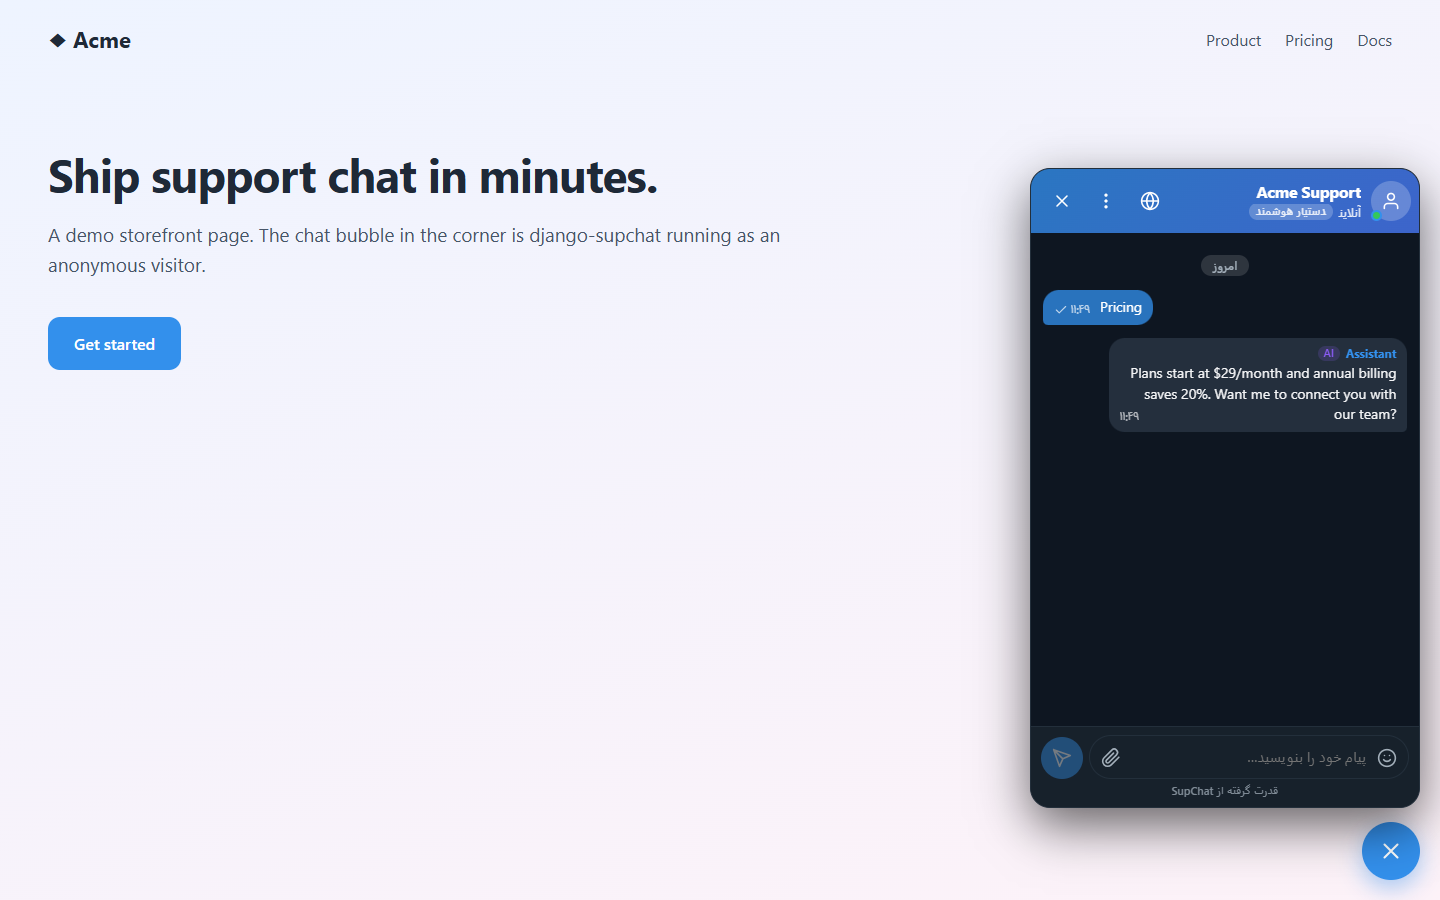 ◆ Acme
Product Pricing Docs
Ship support chat in minutes.
A demo storefront page. The chat bubble in the corner is django-supchat running as an
anonymous visitor.
Get started
Acme Support
آنلاین دستیار هوشمند
امروز
Pricing ۱۱:۴۹
Assistant AI
Plans start at $29/month and annual billing
saves 20%. Want me to connect you with
our team? ۱۱:۴۹
پیام خود را بنویسید...
قدرت گرفته از SupChat